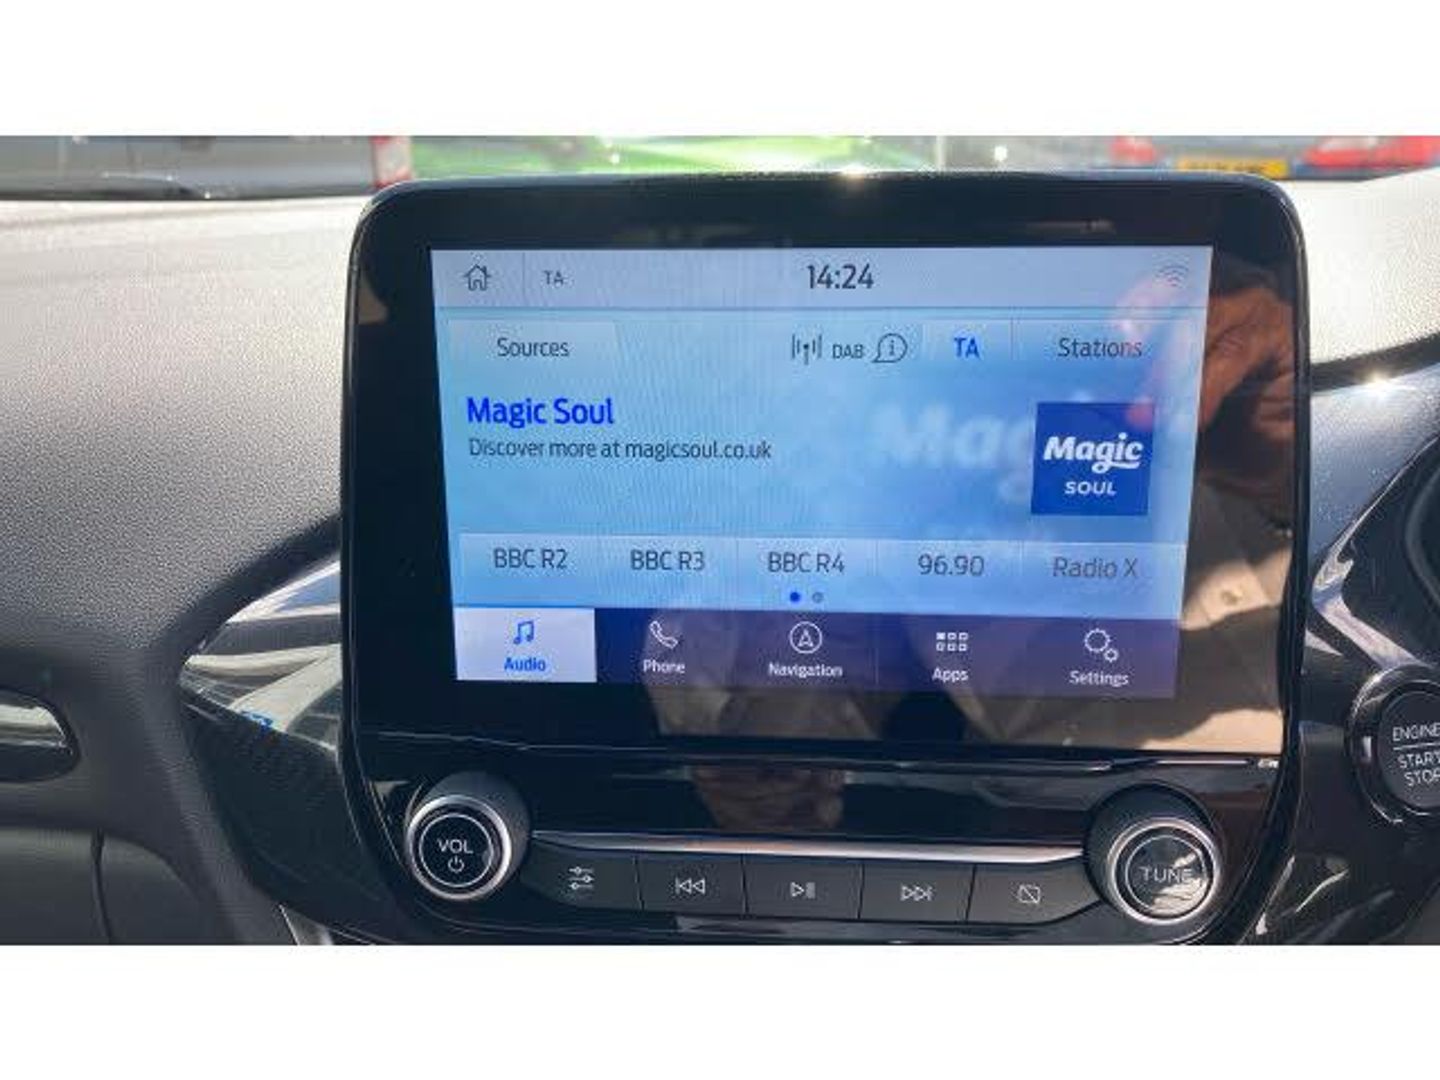 TA 14:24
Sources DAB TA Stations
Magic Soul
Discover more at magicsoul.co.uk
Magic
SOUL
BBC R2 BBC R3 BBC R4 96.90 Radio X
Audio Phone Navigation Apps Settings
ENGINE
START
STOP
VOL
TUNE